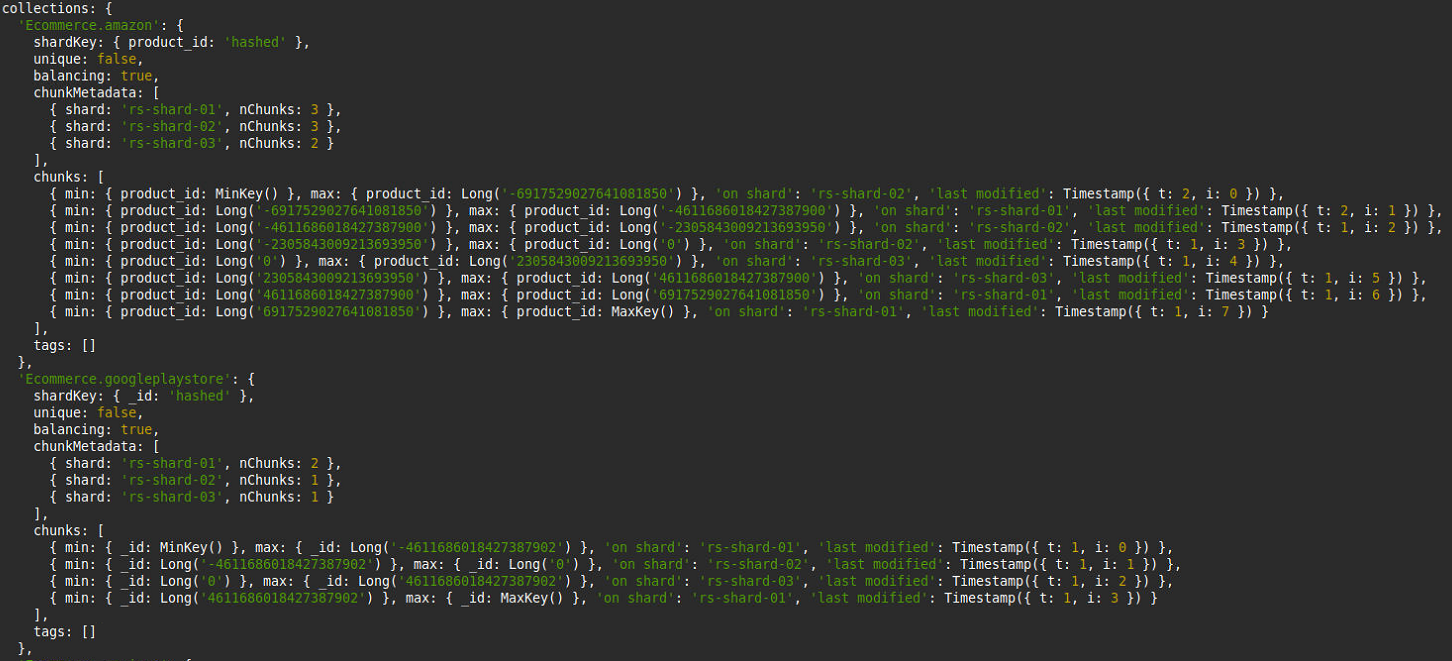 collections: {
'Ecommerce.amazon': {
shardKey: { product_id: 'hashed' },
unique: false,
balancing: true,
chunkMetadata: [
{ shard: 'rs-shard-01', nChunks: 3 },
{ shard: 'rs-shard-02', nChunks: 3 },
{ shard: 'rs-shard-03', nChunks: 2 }
],
chunks: [
{ min: { product_id: MinKey() }, max: { product_id: Long('-6917529027641081850') }, 'on shard': 'rs-shard-02', 'last modified': Timestamp({ t: 2, i: 0 }) },
{ min: { product_id: Long('-6917529027641081850') }, max: { product_id: Long('-4611686018427387900') }, 'on shard': 'rs-shard-01', 'last modified': Timestamp({ t: 2, i: 1 }) },
{ min: { product_id: Long('-4611686018427387900') }, max: { product_id: Long('-2305843009213693950') }, 'on shard': 'rs-shard-02', 'last modified': Timestamp({ t: 1, i: 2 }) },
{ min: { product_id: Long('-2305843009213693950') }, max: { product_id: Long('0') }, 'on shard': 'rs-shard-02', 'last modified': Timestamp({ t: 1, i: 3 }) },
{ min: { product_id: Long('0') }, max: { product_id: Long('2305843009213693950') }, 'on shard': 'rs-shard-03', 'last modified': Timestamp({ t: 1, i: 4 }) },
{ min: { product_id: Long('2305843009213693950') }, max: { product_id: Long('4611686018427387900') }, 'on shard': 'rs-shard-03', 'last modified': Timestamp({ t: 1, i: 5 }) },
{ min: { product_id: Long('4611686018427387900') }, max: { product_id: Long('6917529027641081850') }, 'on shard': 'rs-shard-01', 'last modified': Timestamp({ t: 1, i: 6 }) },
{ min: { product_id: Long('6917529027641081850') }, max: { product_id: MaxKey() }, 'on shard': 'rs-shard-01', 'last modified': Timestamp({ t: 1, i: 7 }) }
],
tags: []
},
'Ecommerce.googleplaystore': {
shardKey: { _id: 'hashed' },
unique: false,
balancing: true,
chunkMetadata: [
{ shard: 'rs-shard-01', nChunks: 2 },
{ shard: 'rs-shard-02', nChunks: 1 },
{ shard: 'rs-shard-03', nChunks: 1 }
],
chunks: [
{ min: { _id: MinKey() }, max: { _id: Long('-4611686018427387902') }, 'on shard': 'rs-shard-01', 'last modified': Timestamp({ t: 1, i: 0 }) },
{ min: { _id: Long('-4611686018427387902') }, max: { _id: Long('0') }, 'on shard': 'rs-shard-02', 'last modified': Timestamp({ t: 1, i: 1 }) },
{ min: { _id: Long('0') }, max: { _id: Long('4611686018427387902') }, 'on shard': 'rs-shard-03', 'last modified': Timestamp({ t: 1, i: 2 }) },
{ min: { _id: Long('4611686018427387902') }, max: { _id: MaxKey() }, 'on shard': 'rs-shard-01', 'last modified': Timestamp({ t: 1, i: 3 }) }
],
tags: []
},